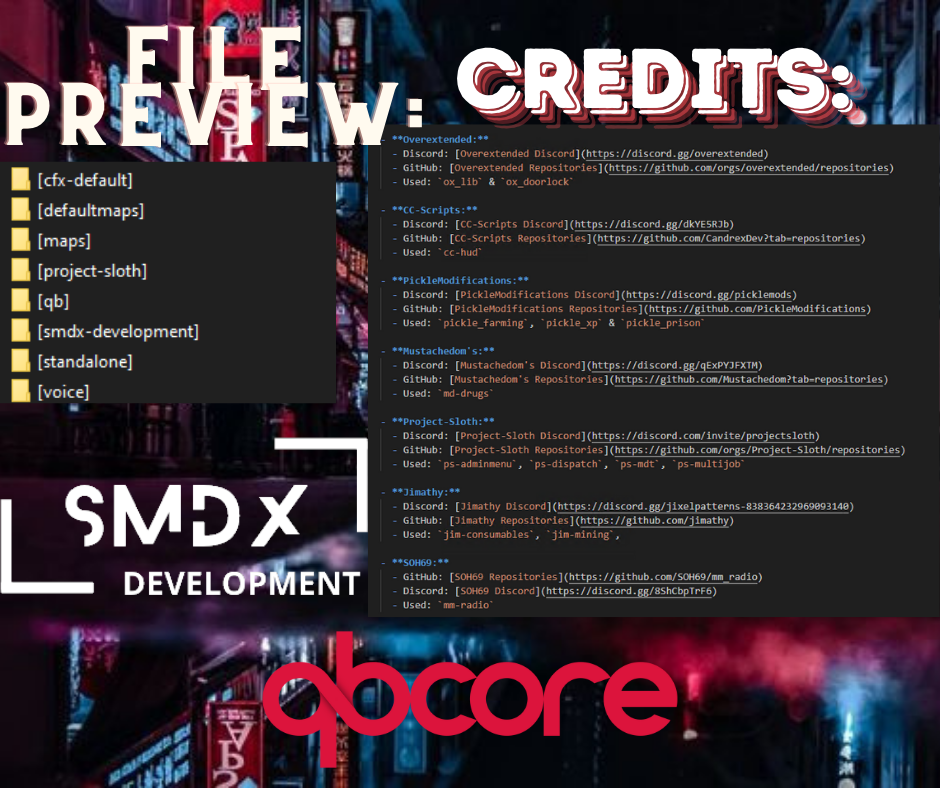 FILE
PREVIEW:
[cfx-default]
[defaultmaps]
[maps]
[project-sloth]
[qb]
[smdx-development]
[standalone]
[voice]
SMDX
DEVELOPMENT
CREDITS:
- **Overextended:**
- Discord: [Overextended Discord](https://discord.gg/overextended)
- GitHub: [Overextended Repositories](https://github.com/orgs/overextended/repositories)
- Used: `ox_lib` & `ox_doorlock`
- **CC-Scripts:**
- Discord: [CC-Scripts Discord](https://discord.gg/dkYE5RJb)
- GitHub: [CC-Scripts Repositories](https://github.com/CandrexDev?tab=repositories)
- Used: `cc-hud`
- **PickleModifications:**
- Discord: [PickleModifications Discord](https://discord.gg/picklemods)
- GitHub: [PickleModifications Repositories](https://github.com/PickleModifications)
- Used: `pickle_farming`, `pickle_xp` & `pickle_prison`
- **Mustachedom's:**
- Discord: [Mustachedom's Discord](https://discord.gg/qExPYJFXTM)
- GitHub: [Mustachedom's Repositories](https://github.com/Mustachedom?tab=repositories)
- Used: `md-drugs`
- **Project-Sloth:**
- Discord: [Project-Sloth Discord](https://discord.com/invite/projectsloth)
- GitHub: [Project-Sloth Repositories](https://github.com/orgs/Project-Sloth/repositories)
- Used: `ps-adminmenu`, `ps-dispatch`, `ps-mdt`, `ps-multijob`
- **Jimathy:**
- Discord: [Jimathy Discord](https://discord.gg/jixelpatterns-838364232969093140)
- GitHub: [Jimathy Repositories](https://github.com/jimathy)
- Used: `jim-consumables`, `jim-mining`,
- **SOH69:**
- GitHub: [SOH69 Repositories](https://github.com/SOH69/mm_radio)
- Discord: [SOH69 Discord](https://discord.gg/8ShCbpTrF6)
- Used: `mm-radio`
qbcore